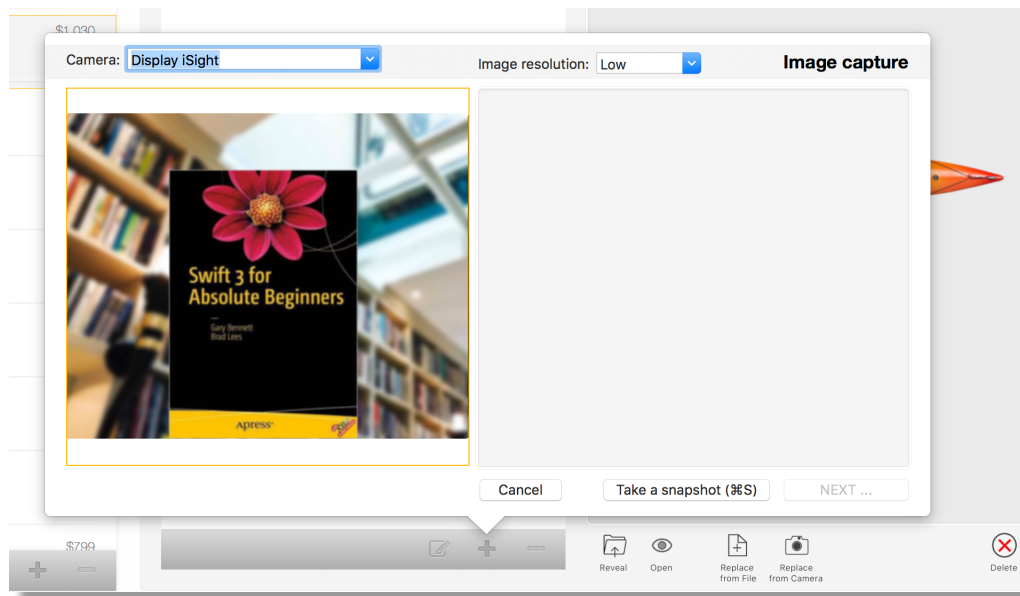 $1,030
Camera: Display iSight
Image resolution: Low
Image capture
Swift 3 for
Absolute Beginners
Gary Bennett
Brad Lees
Apress®
Cancel
Take a snapshot (⌘S)
NEXT ...
$799
Reveal
Open
Replace
from File
Replace
from Camera
Delete